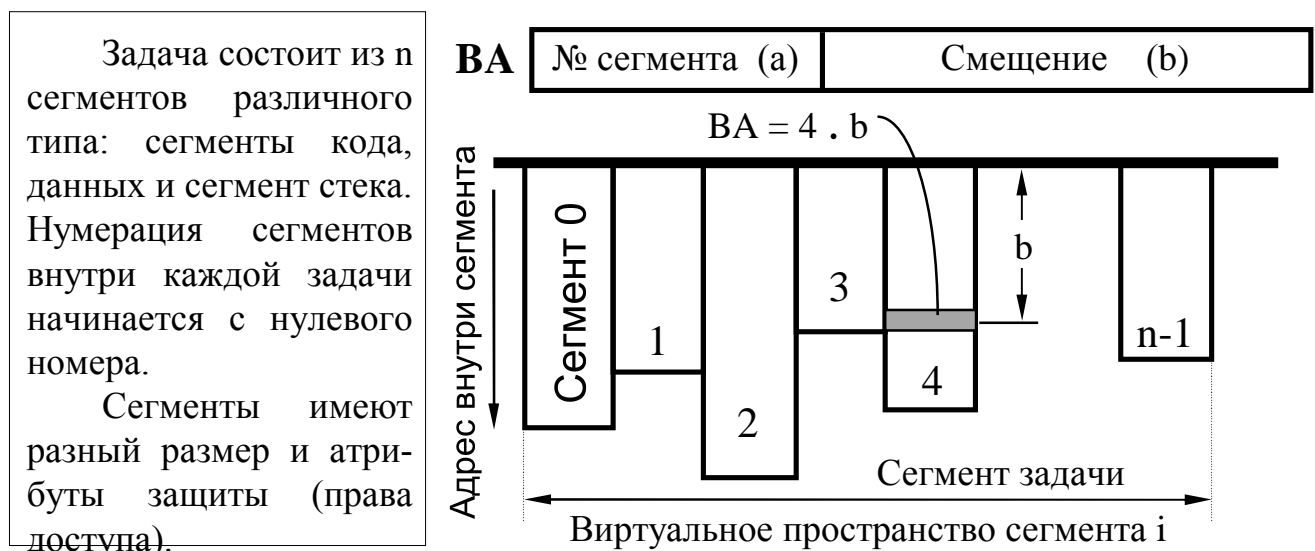 Задача состоит из n
сегментов различного
типа: сегменты кода,
данных и сегмент стека.
Нумерация сегментов
внутри каждой задачи
начинается с нулевого
номера.
Сегменты имеют
разный размер и атри-
буты защиты (права
доступа).
ВА № сегмента (a) Смещение (b)
ВА = 4 . b
Адрес внутри сегмента
Сегмент 0
1
2
3
4
b
n-1
Сегмент задачи
Виртуальное пространство сегмента i